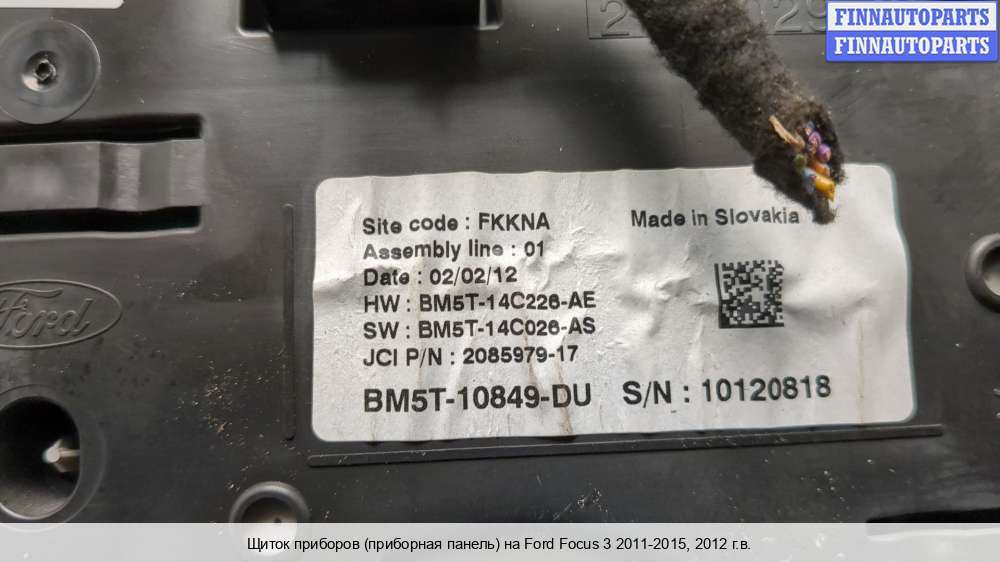 FINNAUTOPARTS
FINNAUTOPARTS
Site code : FKKNA
Made in Slovakia
Assembly line : 01
Date : 02/02/12
HW : BM5T-14C226-AE
SW : BM5T-14C026-AS
JCI P/N : 2085979-17
BM5T-10849-DU S/N : 10120818
Ford
Щиток приборов (приборная панель) на Ford Focus 3 2011-2015, 2012 г.в.